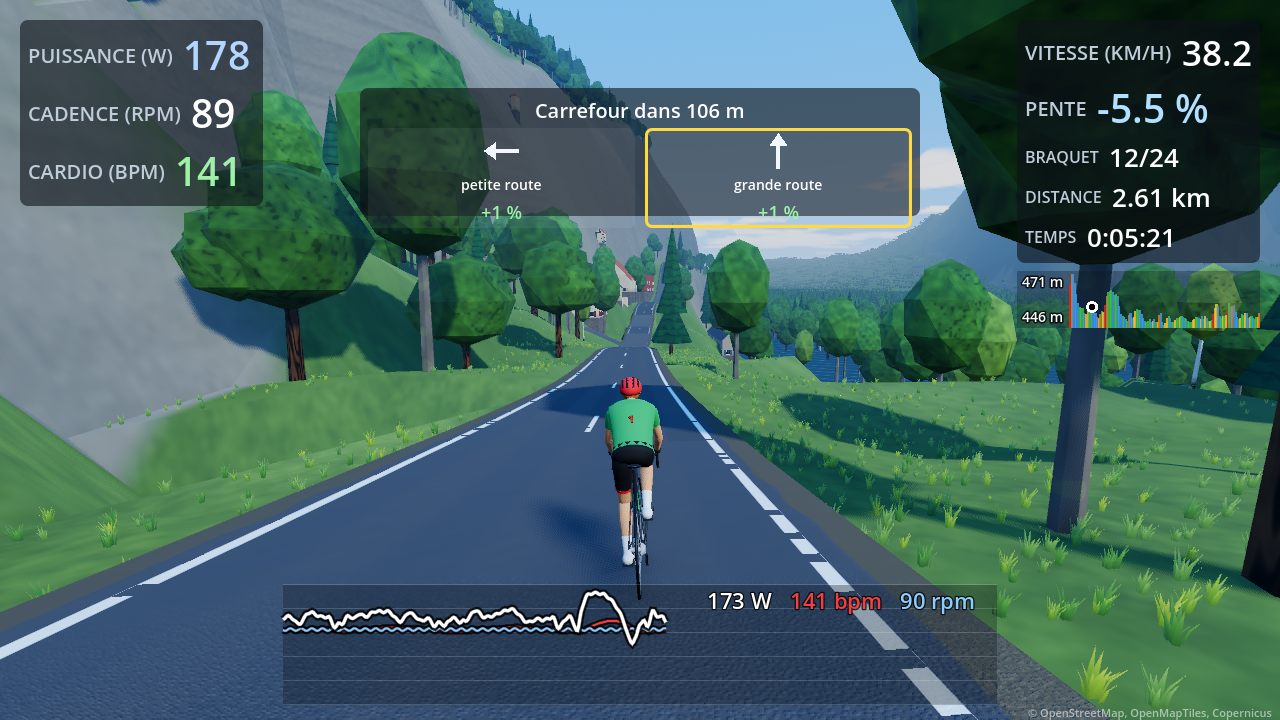 PUISSANCE (W) 178
CADENCE (RPM) 89
CARDIO (BPM) 141
Carrefour dans 106 m
petite route
+1 %
grande route
+1 %
VITESSE (KM/H) 38.2
PENTE -5.5 %
BRAQUET 12/24
DISTANCE 2.61 km
TEMPS 0:05:21
471 m
446 m
1
173 W 141 bpm 90 rpm
© OpenStreetMap, OpenMapTiles, Copernicus